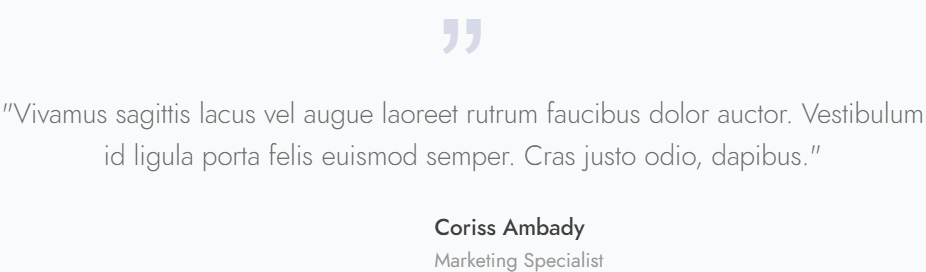 ”
"Vivamus sagittis lacus vel augue laoreet rutrum faucibus dolor auctor. Vestibulum
id ligula porta felis euismod semper. Cras justo odio, dapibus."
Coriss Ambady
Marketing Specialist